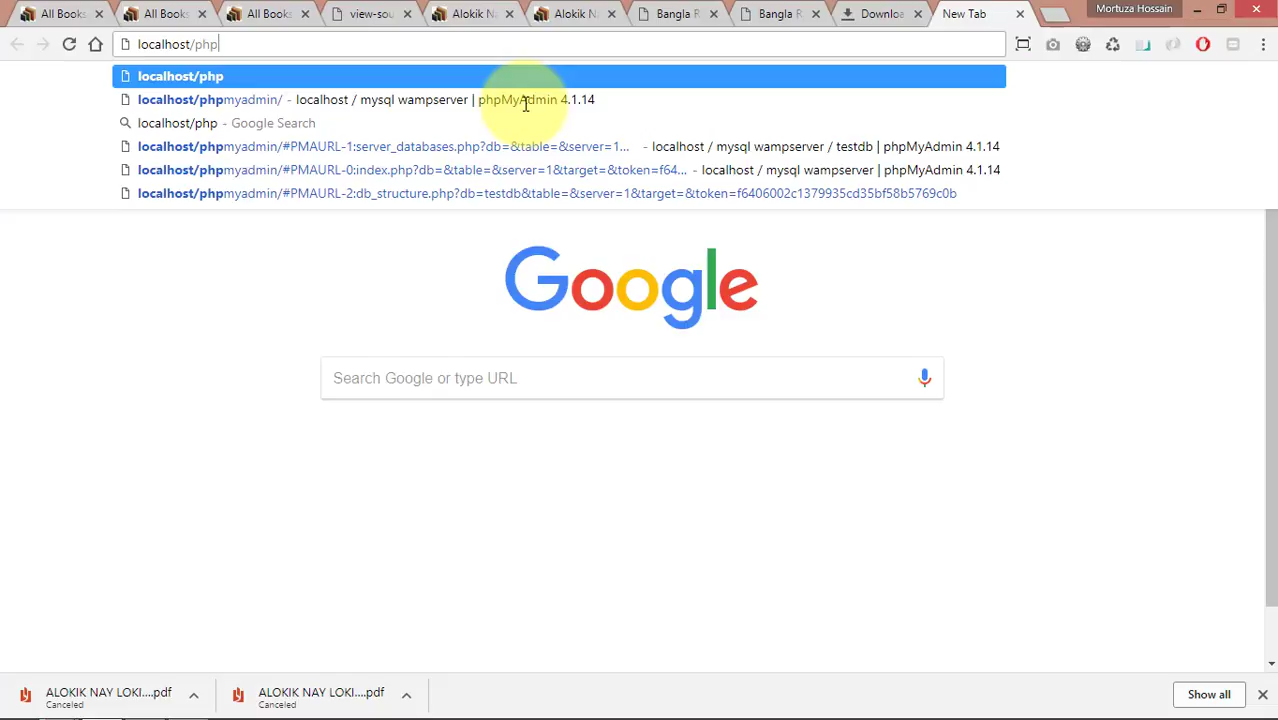 All Books
All Books
All Books
view-sou
Alokik N
Alokik N
Bangla R
Bangla R
Downloa
New Tab
Mortuza Hossain
localhost/php
localhost/php
localhost/phpmyadmin/ - localhost / mysql wampserver | phpMyAdmin 4.1.14
localhost/php - Google Search
localhost/phpmyadmin/#PMAURL-1:server_databases.php?db=&table=&server=1... - localhost / mysql wampserver / testdb | phpMyAdmin 4.1.14
localhost/phpmyadmin/#PMAURL-0:index.php?db=&table=&server=1&target=&token=f64... - localhost / mysql wampserver | phpMyAdmin 4.1.14
localhost/phpmyadmin/#PMAURL-2:db_structure.php?db=testdb&table=&server=1&target=&token=f6406002c1379935cd35bf58b5769c0b
Google
Search Google or type URL
ALOKIK NAY LOKI....pdf
Canceled
ALOKIK NAY LOKI....pdf
Canceled
Show all